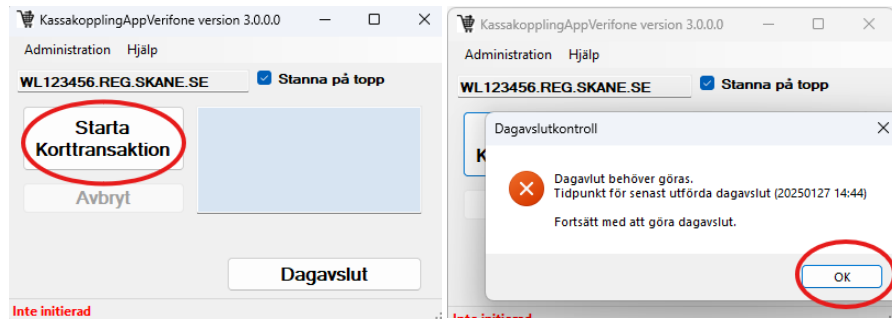 KassakopplingAppVerifone version 3.0.0.0
Administration Hjälp
WL123456.REG.SKANE.SE Stanna på topp
Starta
Korttransaktion
Avbryt
Dagavslut
Inte initierad
KassakopplingAppVerifone version 3.0.0.0
Administration Hjälp
WL123456.REG.SKANE.SE Stanna på topp
K
Dagavslutkontroll
Dagavlut behöver göras.
Tidpunkt för senast utförda dagavslut (20250127 14:44)
Fortsätt med att göra dagavslut.
OK